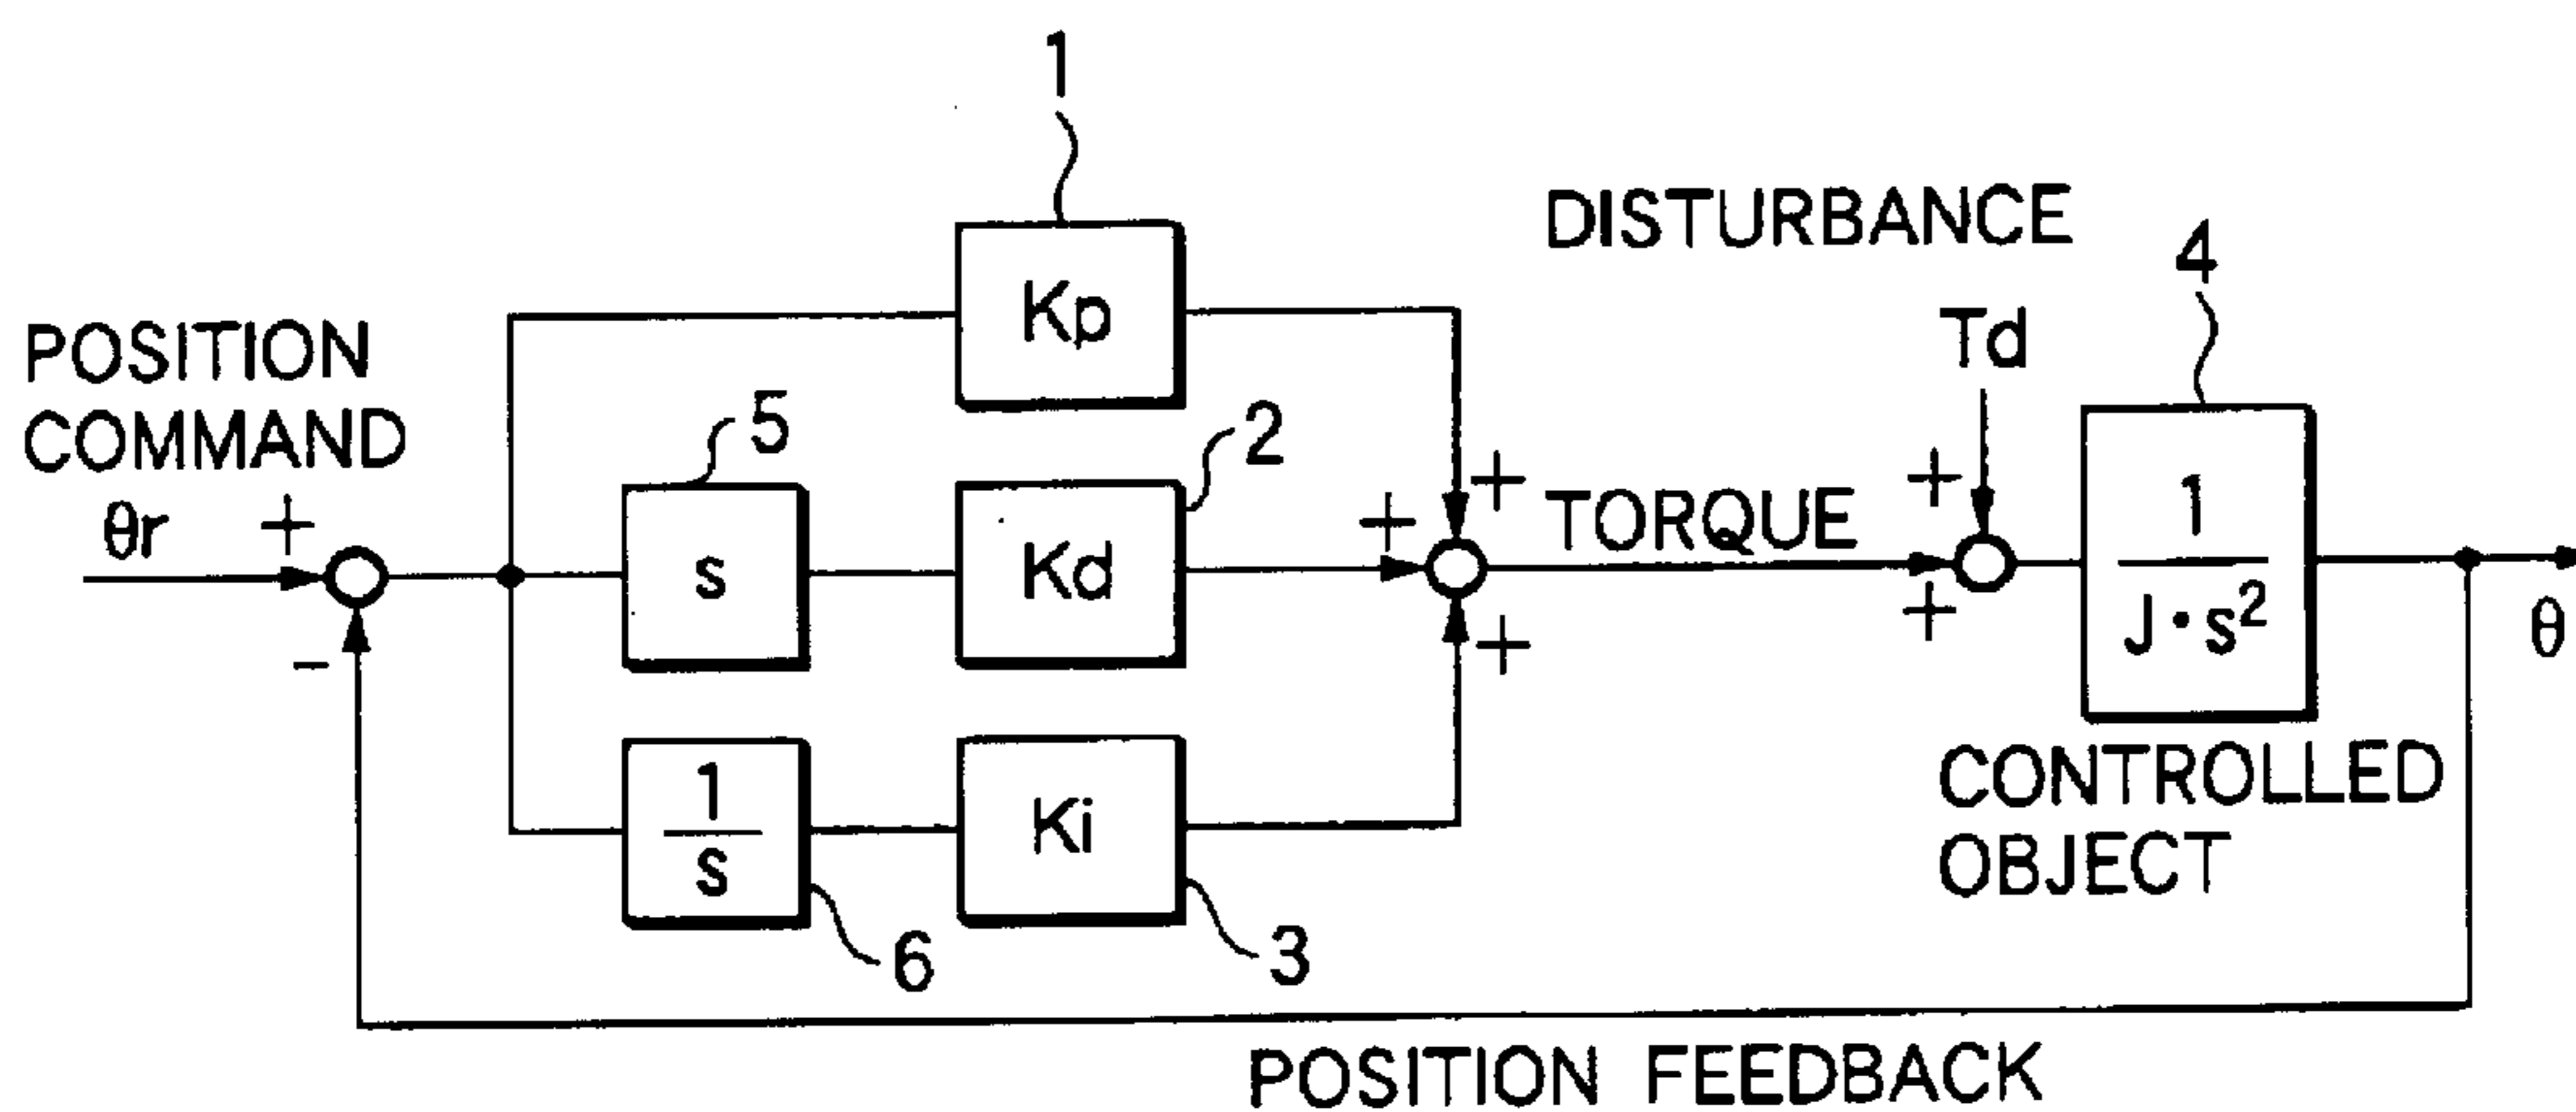 1
DISTURBANCE
4
Kp
Td
POSITION
COMMAND
θr
+
-
5
s
2
Kd
+
+
+
TORQUE
+
+
1
J·s²
θ
1
s
6
Ki
3
CONTROLLED
OBJECT
POSITION FEEDBACK